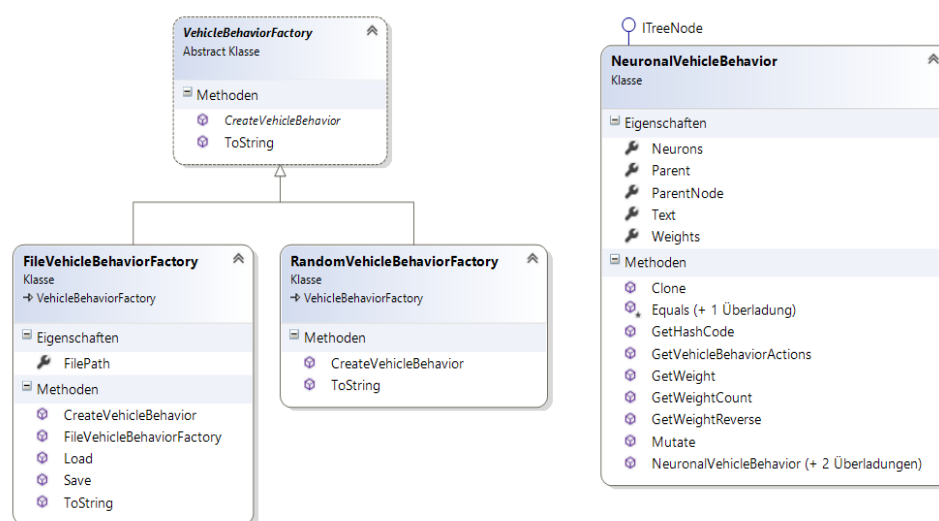 VehicleBehaviorFactory
Abstract Klasse
Methoden
CreateVehicleBehavior
ToString
FileVehicleBehaviorFactory
Klasse
VehicleBehaviorFactory
Eigenschaften
FilePath
Methoden
CreateVehicleBehavior
FileVehicleBehaviorFactory
Load
Save
ToString
RandomVehicleBehaviorFactory
Klasse
VehicleBehaviorFactory
Methoden
CreateVehicleBehavior
ToString
ITreeNode
NeuronalVehicleBehavior
Klasse
Eigenschaften
Neurons
Parent
ParentNode
Text
Weights
Methoden
Clone
Equals (+ 1 Überladung)
GetHashCode
GetVehicleBehaviorActions
GetWeight
GetWeightCount
GetWeightReverse
Mutate
NeuronalVehicleBehavior (+ 2 Überladungen)